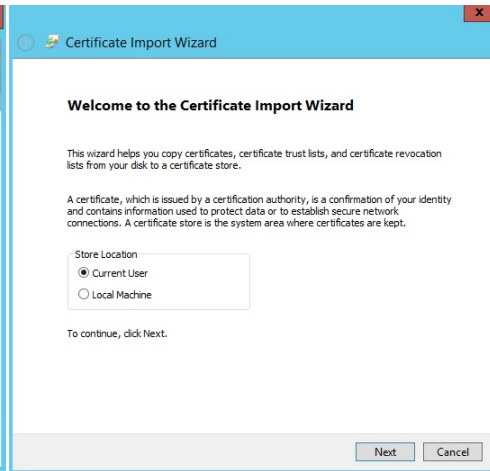 x
Certificate Import Wizard
Welcome to the Certificate Import Wizard
This wizard helps you copy certificates, certificate trust lists, and certificate revocation
lists from your disk to a certificate store.
A certificate, which is issued by a certification authority, is a confirmation of your identity
and contains information used to protect data or to establish secure network
connections. A certificate store is the system area where certificates are kept.
Store Location
Current User
Local Machine
To continue, click Next.
Next Cancel